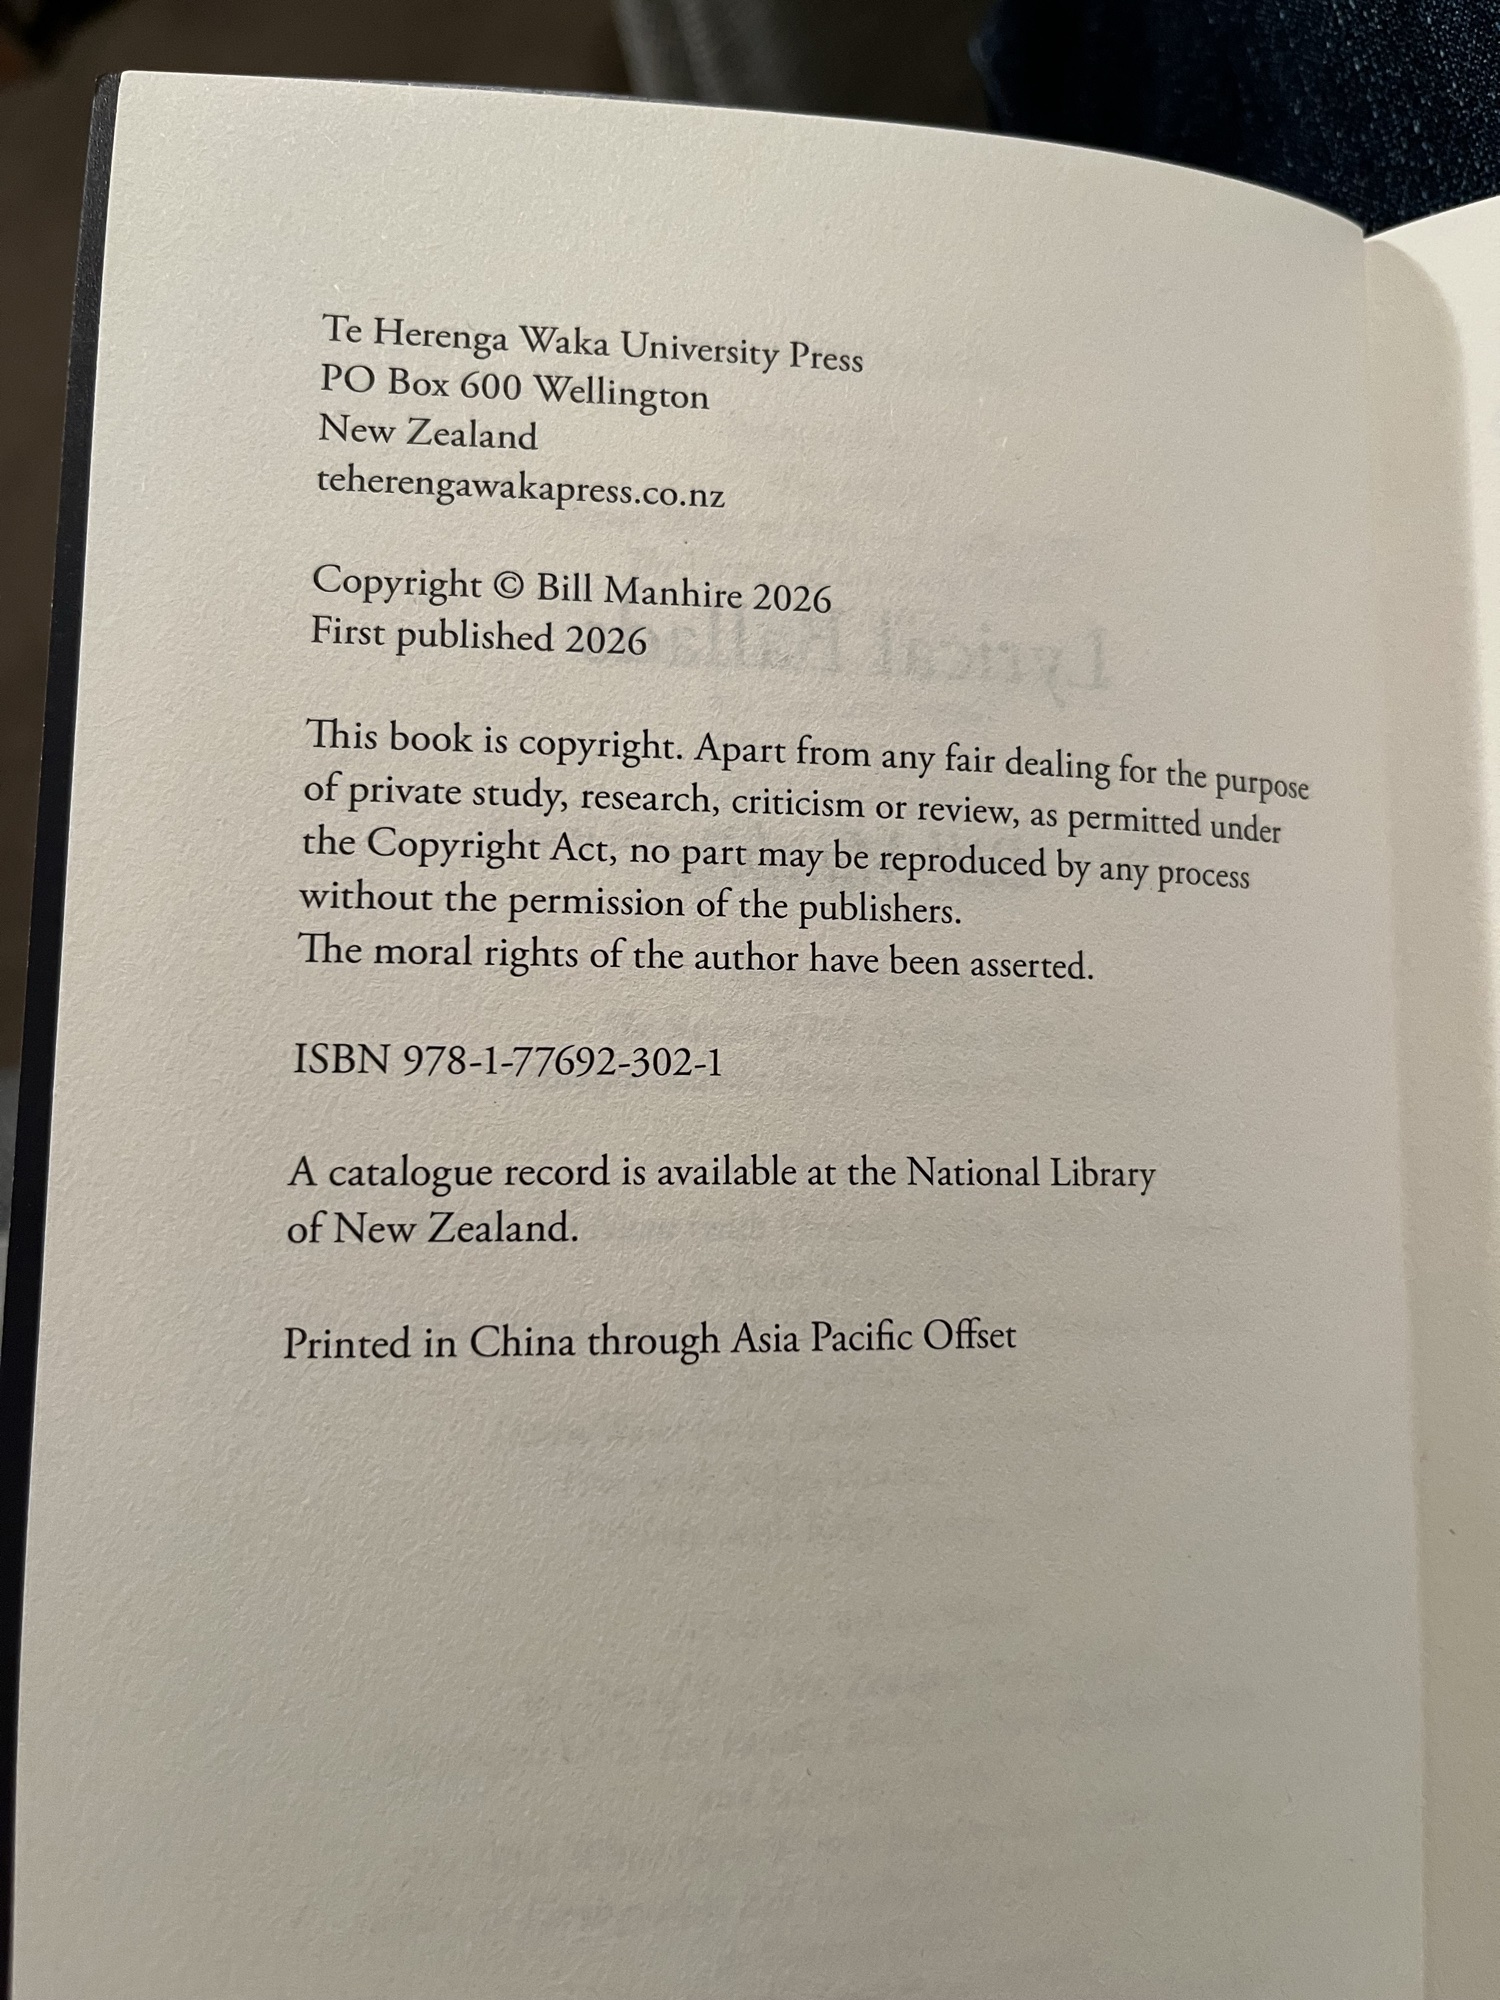 Te Herenga Waka University Press
PO Box 600 Wellington
New Zealand
teherengawakapress.co.nz
Copyright © Bill Manhire 2026
First published 2026
This book is copyright. Apart from any fair dealing for the purpose
of private study, research, criticism or review, as permitted under
the Copyright Act, no part may be reproduced by any process
without the permission of the publishers.
The moral rights of the author have been asserted.
ISBN 978-1-77692-302-1
A catalogue record is available at the National Library
of New Zealand.
Printed in China through Asia Pacific Offset